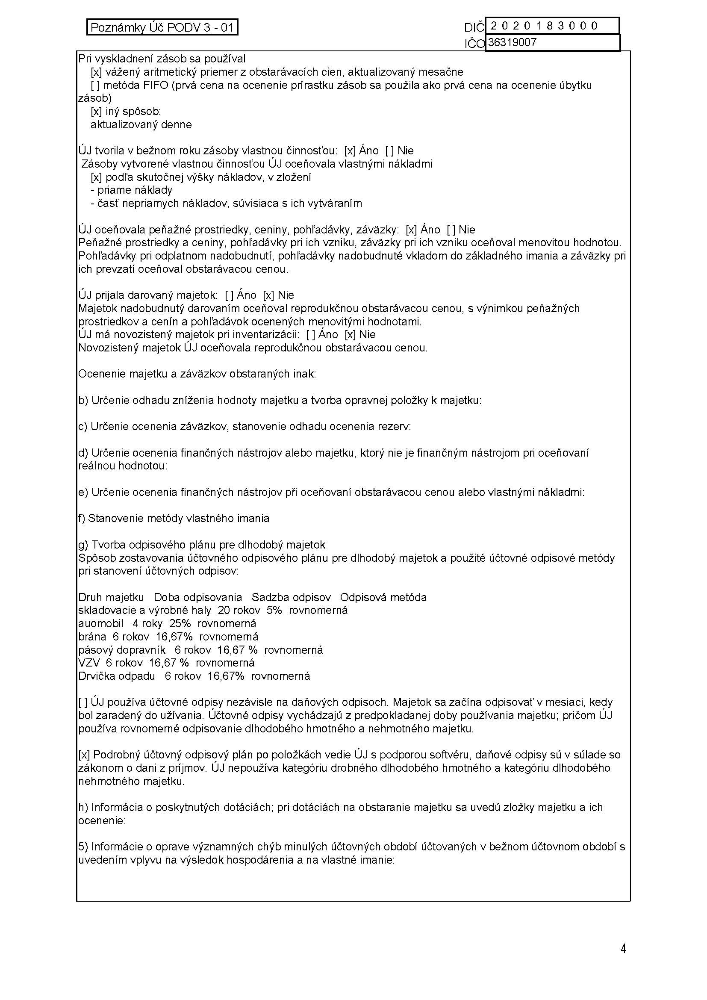 Poznámky Úč PODV 3 - 01
DIČ 2 0 2 0 1 8 3 0 0 0
IČO 36319007
Pri vyskladnení zásob sa používal
[x] vážený aritmetický priemer z obstarávacích cien, aktualizovaný mesačne
[ ] metóda FIFO (prvá cena na ocenenie prírastku zásob sa použila ako prvá cena na ocenenie úbytku
zásob)
[x] iný spôsob:
aktualizovaný denne
ÚJ tvorila v bežnom roku zásoby vlastnou činnosťou: [x] Áno [ ] Nie
Zásoby vytvorené vlastnou činnosťou ÚJ oceňovala vlastnými nákladmi
[x] podľa skutočnej výšky nákladov, v zložení
- priame náklady
- časť nepriamych nákladov, súvisiaca s ich vytváraním
ÚJ oceňovala peňažné prostriedky, ceniny, pohľadávky, záväzky: [x] Áno [ ] Nie
Peňažné prostriedky a ceniny, pohľadávky pri ich vzniku, záväzky pri ich vzniku oceňoval menovitou hodnotou.
Pohľadávky pri odplatnom nadobudnutí, pohľadávky nadobudnuté vkladom do základného imania a záväzky pri
ich prevzatí oceňoval obstarávacou cenou.
ÚJ prijala darovaný majetok: [ ] Áno [x] Nie
Majetok nadobudnutý darovaním oceňoval reprodukčnou obstarávacou cenou, s výnimkou peňažných
prostriedkov a cenín a pohľadávok ocenených menovitými hodnotami.
ÚJ má novozistený majetok pri inventarizácii: [ ] Áno [x] Nie
Novozistený majetok ÚJ oceňovala reprodukčnou obstarávacou cenou.
Ocenenie majetku a záväzkov obstaraných inak:
b) Určenie odhadu zníženia hodnoty majetku a tvorba opravnej položky k majetku:
c) Určenie ocenenia záväzkov, stanovenie odhadu ocenenia rezerv:
d) Určenie ocenenia finančných nástrojov alebo majetku, ktorý nie je finančným nástrojom pri oceňovaní
reálnou hodnotou:
e) Určenie ocenenia finančných nástrojov při oceňovaní obstarávacou cenou alebo vlastnými nákladmi:
f) Stanovenie metódy vlastného imania
g) Tvorba odpisového plánu pre dlhodobý majetok
Spôsob zostavovania účtovného odpisového plánu pre dlhodobý majetok a použité účtovné odpisové metódy
pri stanovení účtovných odpisov:
Druh majetku Doba odpisovania Sadzba odpisov Odpisová metóda
skladovacie a výrobné haly 20 rokov 5% rovnomerná
auomobil 4 roky 25% rovnomerná
brána 6 rokov 16,67% rovnomerná
pásový dopravník 6 rokov 16,67 % rovnomerná
VZV 6 rokov 16,67 % rovnomerná
Drvička odpadu 6 rokov 16,67% rovnomerná
[ ] ÚJ používa účtovné odpisy nezávisle na daňových odpisoch. Majetok sa začína odpisovať v mesiaci, kedy
bol zaradený do užívania. Účtovné odpisy vychádzajú z predpokladanej doby používania majetku; pričom ÚJ
používa rovnomerné odpisovanie dlhodobého hmotného a nehmotného majetku.
[x] Podrobný účtovný odpisový plán po položkách vedie ÚJ s podporou softvéru, daňové odpisy sú v súlade so
zákonom o dani z príjmov. ÚJ nepoužíva kategóriu drobného dlhodobého hmotného a kategóriu dlhodobého
nehmotného majetku.
h) Informácia o poskytnutých dotáciách; pri dotáciách na obstaranie majetku sa uvedú zložky majetku a ich
ocenenie:
5) Informácie o oprave významných chýb minulých účtovných období účtovaných v bežnom účtovnom období s
uvedením vplyvu na výsledok hospodárenia a na vlastné imanie:
4